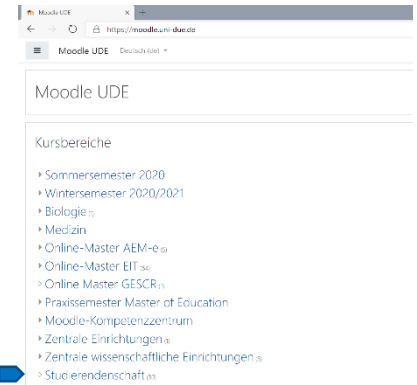 Moodle UDE
https://moodle.uni-due.de
Moodle UDE Deutsch (de)
Moodle UDE
Kursbereiche
Sommersemester 2020
Wintersemester 2020/2021
Biologie
Medizin
Online-Master AEM-e
Online-Master EIT
Online Master GESCR
Praxissemester Master of Education
Moodle-Kompetenzzentrum
Zentrale Einrichtungen
Zentrale wissenschaftliche Einrichtungen
Studierendenschaft